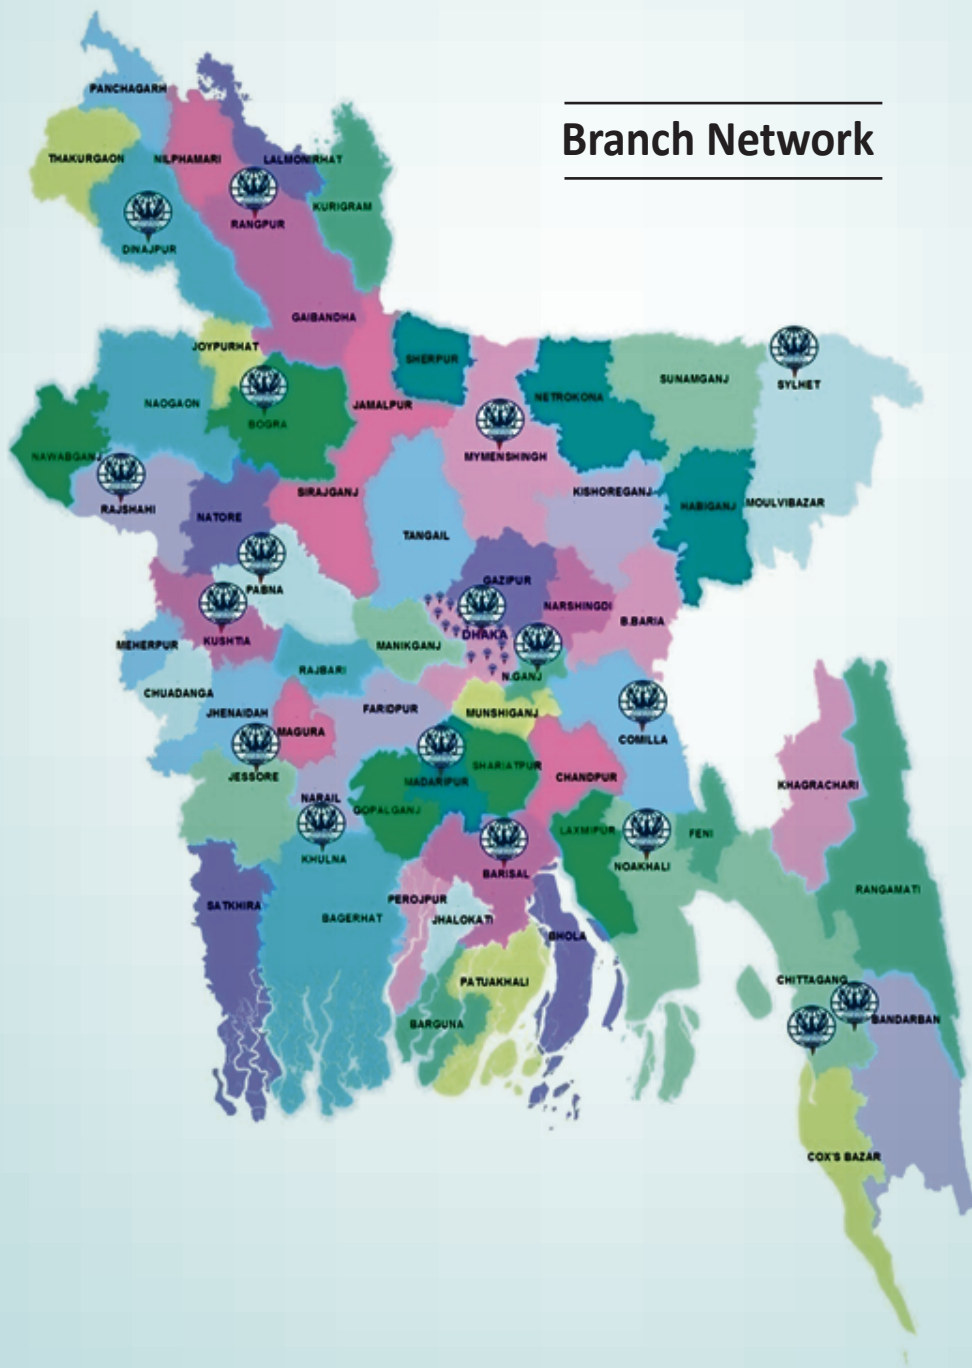 Branch Network
PANCHAGARH
THAKURGAON
NILPHAMARI
LALMONIRHAT
KURIGRAM
RANGPUR
DINAJPUR
GAIBANDHA
JOYPURHAT
SHERPUR
SUNAMGANJ
SYLHET
NETROKONA
NAOGAON
JAMALPUR
BOGRA
MYMENSHINGH
NAWABGANJ
SIRAJGANJ
KISHOREGANJ
HABIGANJ
MOULVIBAZAR
RAJSHAHI
NATORE
TANGAIL
GAZIPUR
PABNA
NARSHINGDI
B.BARIA
DHAKA
KUSHTIA
MEHERPUR
MANIKGANJ
RAJBARI
N.GANJ
CHUADANGA
JHENAIDAH
FARIDPUR
MUNSHIGANJ
MAGURA
COMILLA
SHARIATPUR
JESSORE
MADARIPUR
CHANDPUR
KHAGRACHARI
NARAIL
GOPALGANJ
LAXMIPUR
FENI
KHULNA
NOAKHALI
BARISAL
RANGAMATI
PEROJPUR
SATKHIRA
BAGERHAT
JHALOKATI
BHOLA
PATUAKHALI
CHITTAGANG
BARGUNA
BANDARBAN
COX'S BAZAR